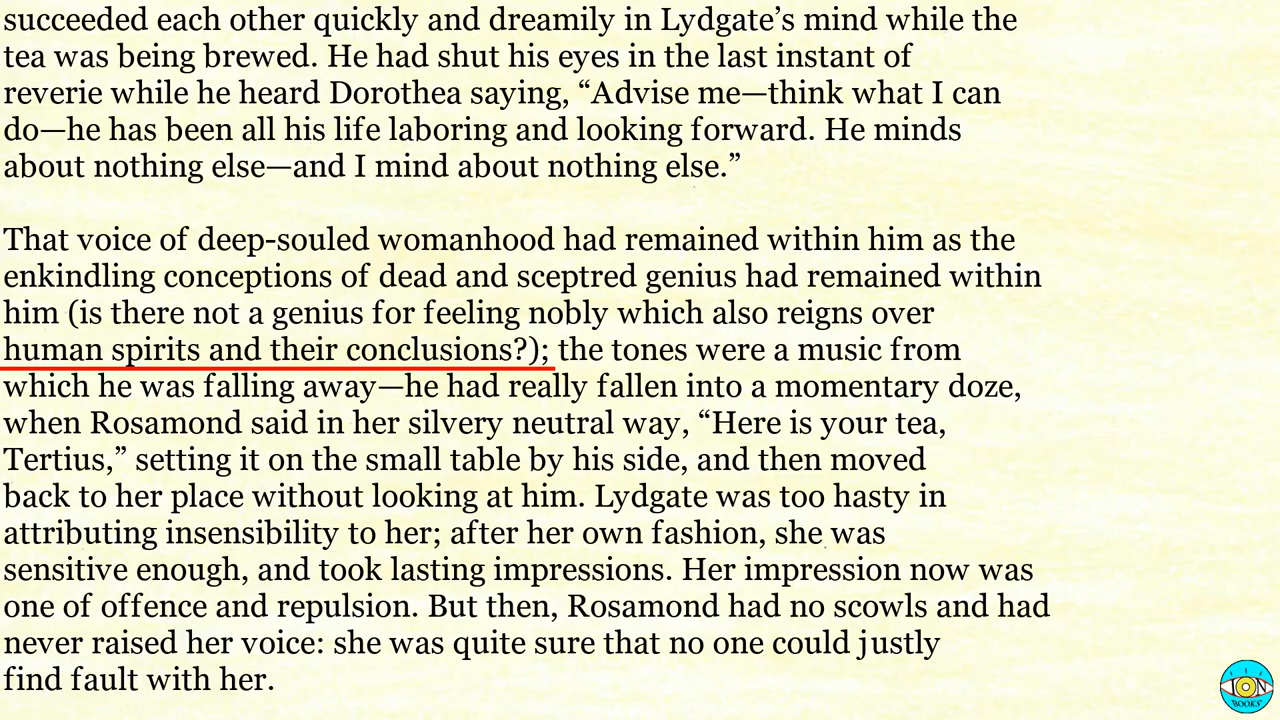 succeeded each other quickly and dreamily in Lydgate’s mind while the
tea was being brewed. He had shut his eyes in the last instant of
reverie while he heard Dorothea saying, “Advise me—think what I can
do—he has been all his life laboring and looking forward. He minds
about nothing else—and I mind about nothing else.”
That voice of deep-souled womanhood had remained within him as the
enkindling conceptions of dead and sceptred genius had remained within
him (is there not a genius for feeling nobly which also reigns over
human spirits and their conclusions?); the tones were a music from
which he was falling away—he had really fallen into a momentary doze,
when Rosamond said in her silvery neutral way, “Here is your tea,
Tertius,” setting it on the small table by his side, and then moved
back to her place without looking at him. Lydgate was too hasty in
attributing insensibility to her; after her own fashion, she was
sensitive enough, and took lasting impressions. Her impression now was
one of offence and repulsion. But then, Rosamond had no scowls and had
never raised her voice: she was quite sure that no one could justly
find fault with her.
ION
BOOKS